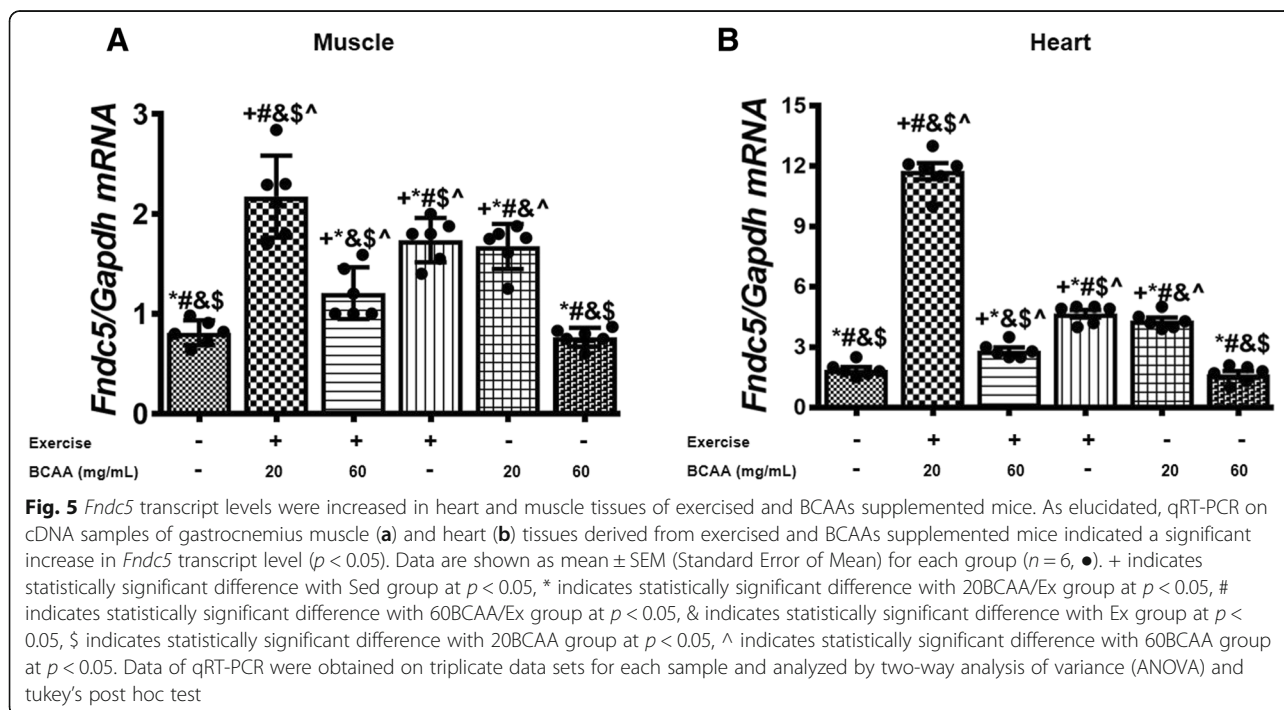 A
Muscle
Fndc5/Gapdh mRNA
3
2
1
0
*#&$
+#&$^
+*&$^
+*#$^
+*#&^
*#&$
Exercise - + + + - -
BCAA (mg/mL) - 20 60 - 20 60
B
Heart
Fndc5/Gapdh mRNA
15
12
9
6
3
0
*#&$
+#&$^
+*&$^
+*#$^
+*#&^
*#&$
Exercise - + + + - -
BCAA (mg/mL) - 20 60 - 20 60
Fig. 5 Fndc5 transcript levels were increased in heart and muscle tissues of exercised and BCAAs supplemented mice. As elucidated, qRT-PCR on
cDNA samples of gastrocnemius muscle (a) and heart (b) tissues derived from exercised and BCAAs supplemented mice indicated a significant
increase in Fndc5 transcript level (p < 0.05). Data are shown as mean ± SEM (Standard Error of Mean) for each group (n = 6, ●). + indicates
statistically significant difference with Sed group at p < 0.05, * indicates statistically significant difference with 20BCAA/Ex group at p < 0.05, #
indicates statistically significant difference with 60BCAA/Ex group at p < 0.05, & indicates statistically significant difference with Ex group at p <
0.05, $ indicates statistically significant difference with 20BCAA group at p < 0.05, ^ indicates statistically significant difference with 60BCAA group
at p < 0.05. Data of qRT-PCR were obtained on triplicate data sets for each sample and analyzed by two-way analysis of variance (ANOVA) and
tukey's post hoc test